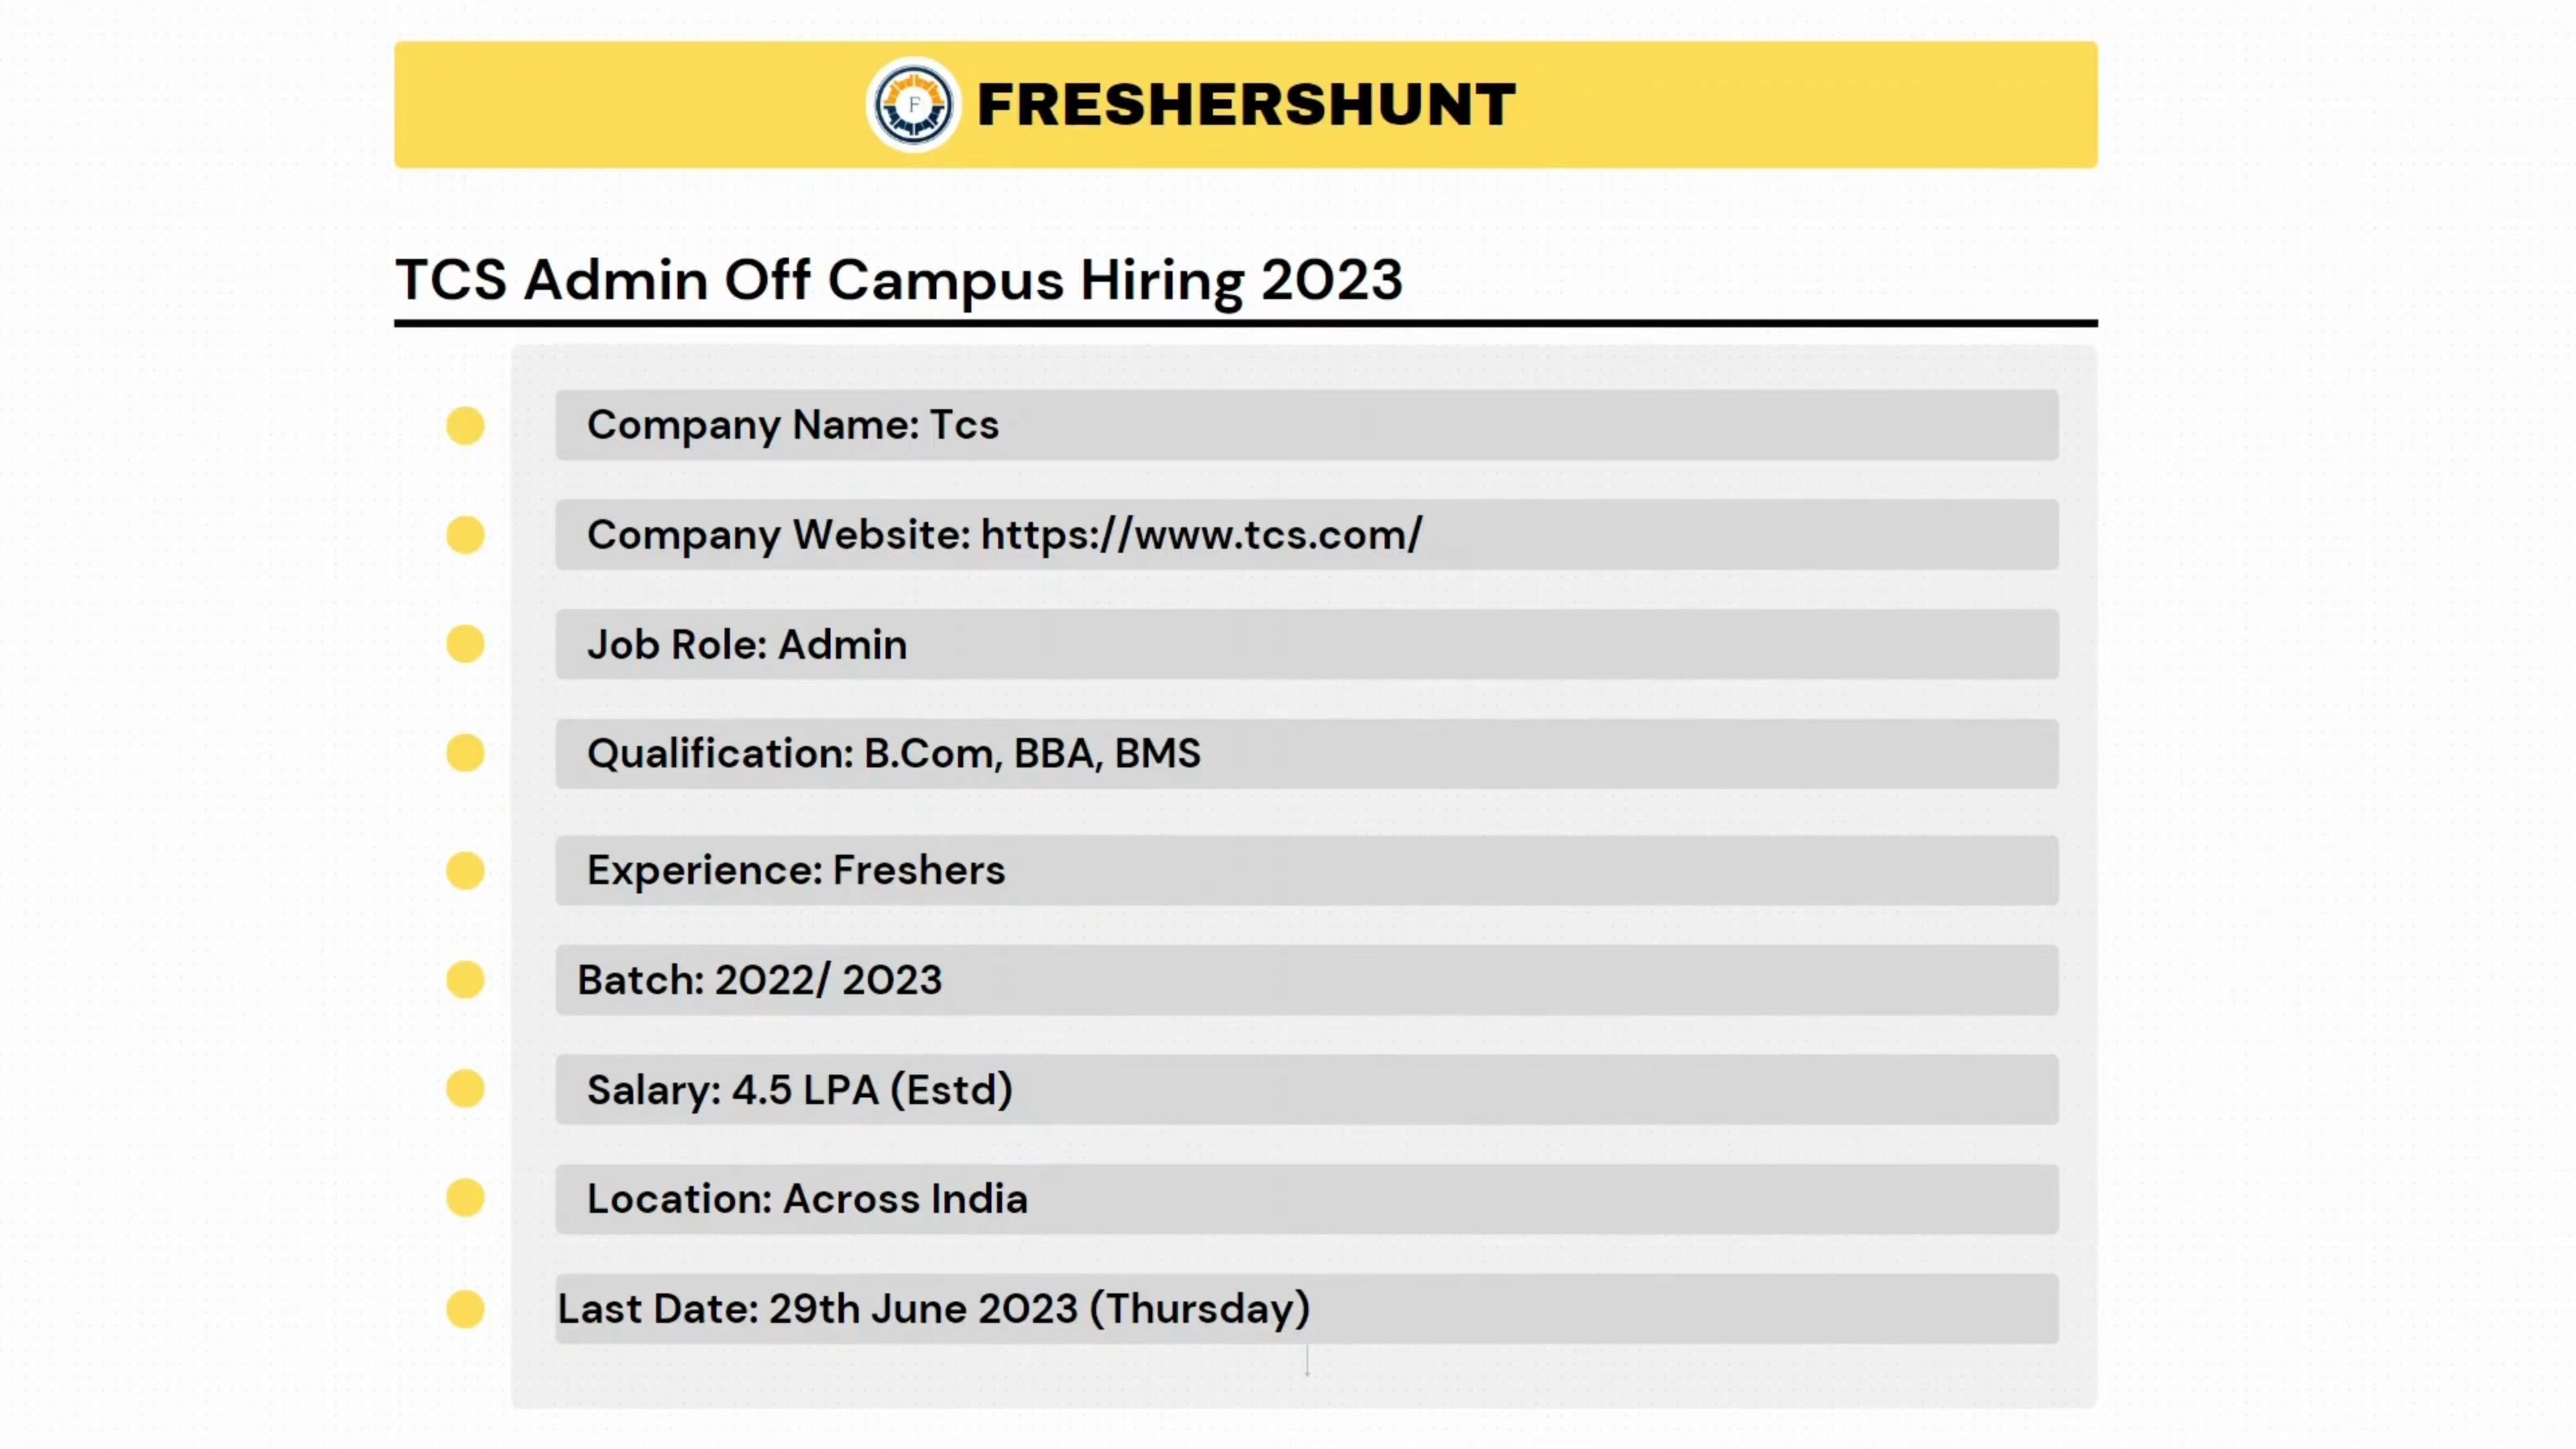 F
FRESHERSHUNT
TCS Admin Off Campus Hiring 2023
Company Name: Tcs
Company Website: https://www.tcs.com/
Job Role: Admin
Qualification: B.Com, BBA, BMS
Experience: Freshers
Batch: 2022/ 2023
Salary: 4.5 LPA (Estd)
Location: Across India
Last Date: 29th June 2023 (Thursday)